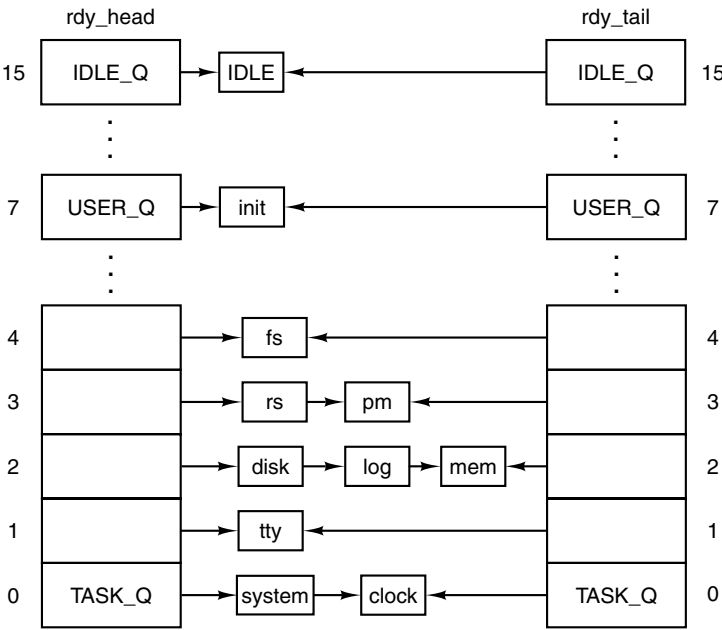 rdy_head rdy_tail
15 IDLE_Q IDLE IDLE_Q 15
7 USER_Q init USER_Q 7
4 fs 4
3 rs pm 3
2 disk log mem 2
1 tty 1
0 TASK_Q system clock TASK_Q 0